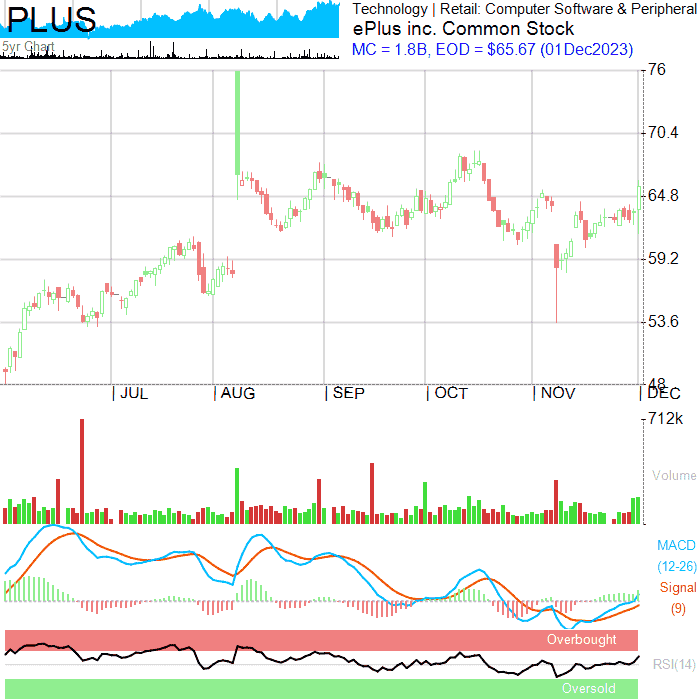 PLUS
5yr Chart
Technology | Retail: Computer Software & Peripheral
ePlus inc. Common Stock
MC = 1.8B, EOD = $65.67 (01Dec2023)
76
70.4
64.8
59.2
53.6
48
| JUL | AUG | SEP | OCT | NOV | DEC
712k
Volume
MACD
(12-26)
Signal
(9)
Overbought
RSI(14)
Oversold